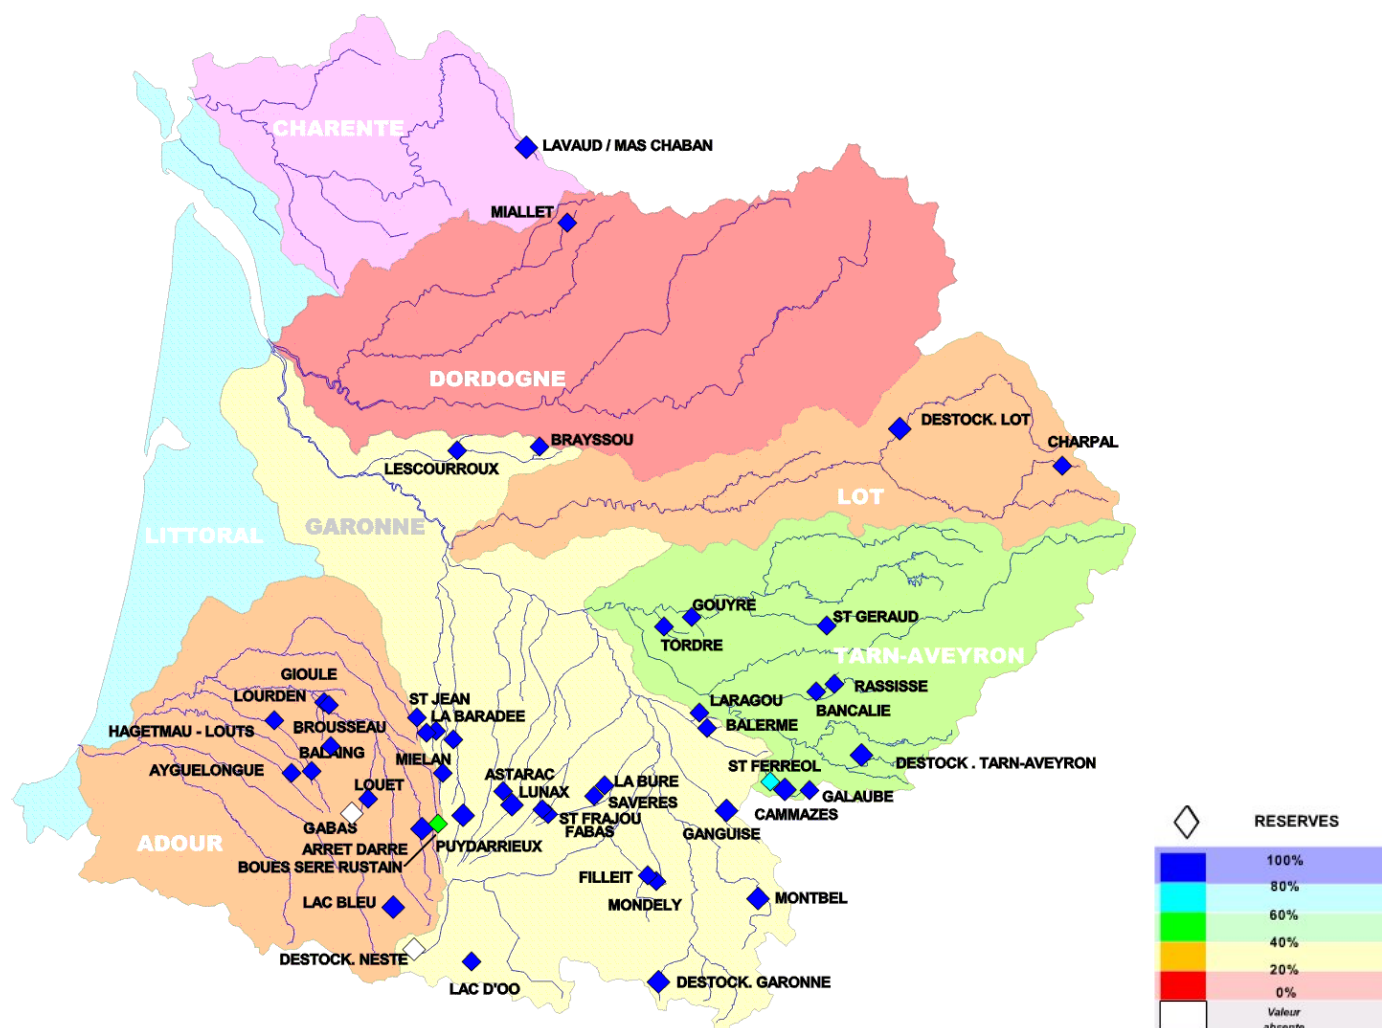 CHARENTE
LAVAUD / MAS CHABAN
MIALLET
DORDOGNE
DESTOCK. LOT
BRAYSSOU
CHARPAL
LESCOURROUX
LOT
GARONNE
LITTORAL
GOUYRE
ST GERAUD
TORDRE
TARN-AVEYRON
GIOULE
RASSISSE
LOURDEN
ST JEAN
LARAGOU
BANCALIE
LA BARADEE
HAGETMAU - LOUTS
BROUSSEAU
BALERME
BALAING
MIELAN
AYGUELONGUE
ASTARAC
ST FERREOL
DESTOCK . TARN-AVEYRON
LOUET
LUNAX
LA BURE
GALAUBE
SAVERES
CAMMAZES
GABAS
ST FRAJOU
FABAS
GANGUISE
ADOUR
ARRET DARRE
PUYDARRIEUX
BOUES SERE RUSTAIN
FILLEIT
LAC BLEU
MONDELY
MONTBEL
DESTOCK. NESTE
LAC D'OO
DESTOCK. GARONNE
RESERVES
100%
80%
60%
40%
20%
0%
Valeur
absente